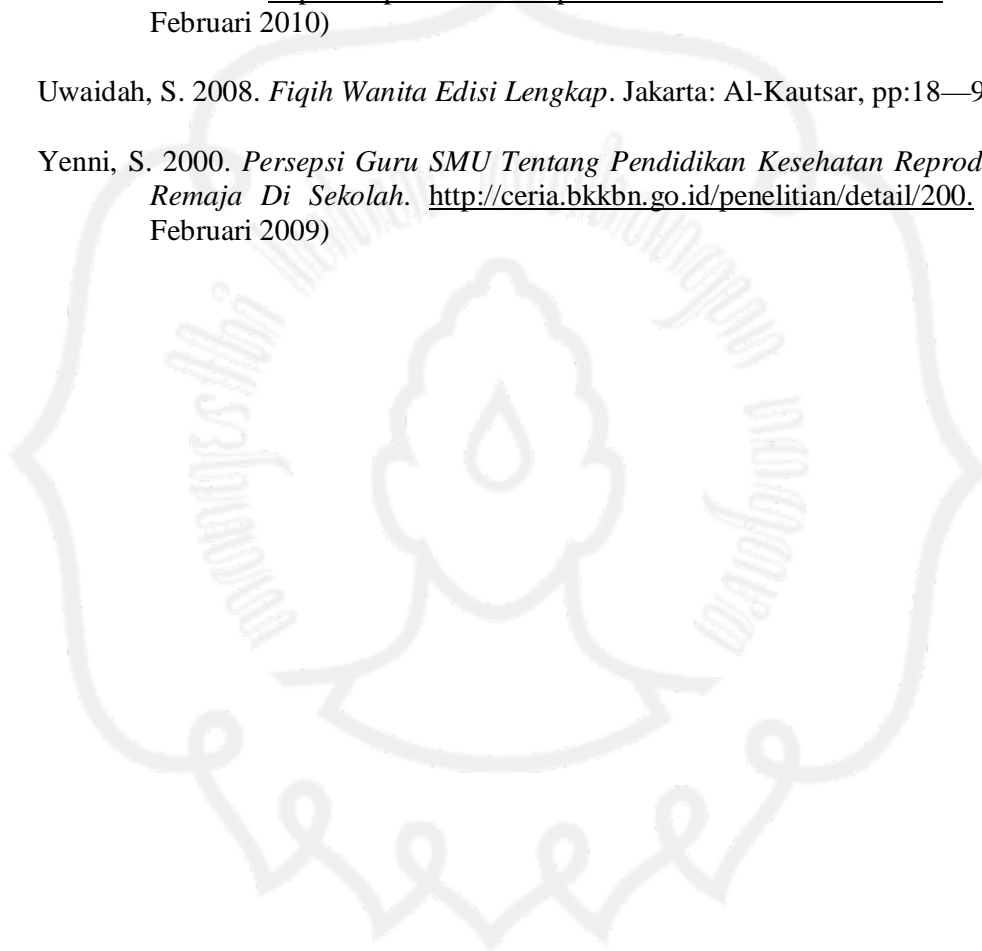 Februari 2010)
Uwaidah, S. 2008. Fiqih Wanita Edisi Lengkap. Jakarta: Al-Kautsar, pp:18—9
Yenni, S. 2000. Persepsi Guru SMU Tentang Pendidikan Kesehatan Reprod
Remaja Di Sekolah. http://ceria.bkkbn.go.id/penelitian/detail/200.
Februari 2009)